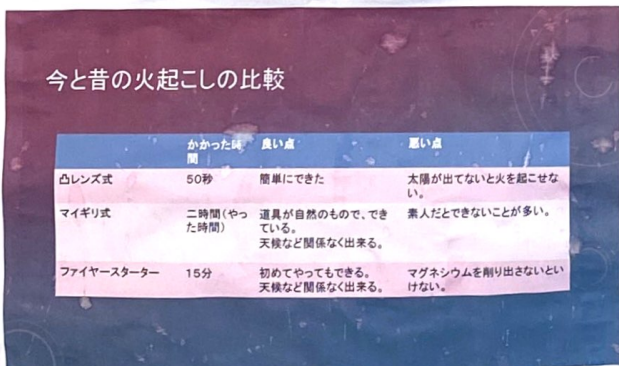 今と昔の火起こしの比較
かかった時
間
良い点
悪い点
凸レンズ式
50秒
簡単にできた
太陽が出てないと火を起こせな
い。
マイギリ式
二時間(やっ
た時間)
道具が自然のもので、でき
ている。
天候など関係なく出来る。
素人だとできないことが多い。
ファイヤースターター
15分
初めてやってもできる。
天候など関係なく出来る。
マグネシウムを削り出さないとい
けない。